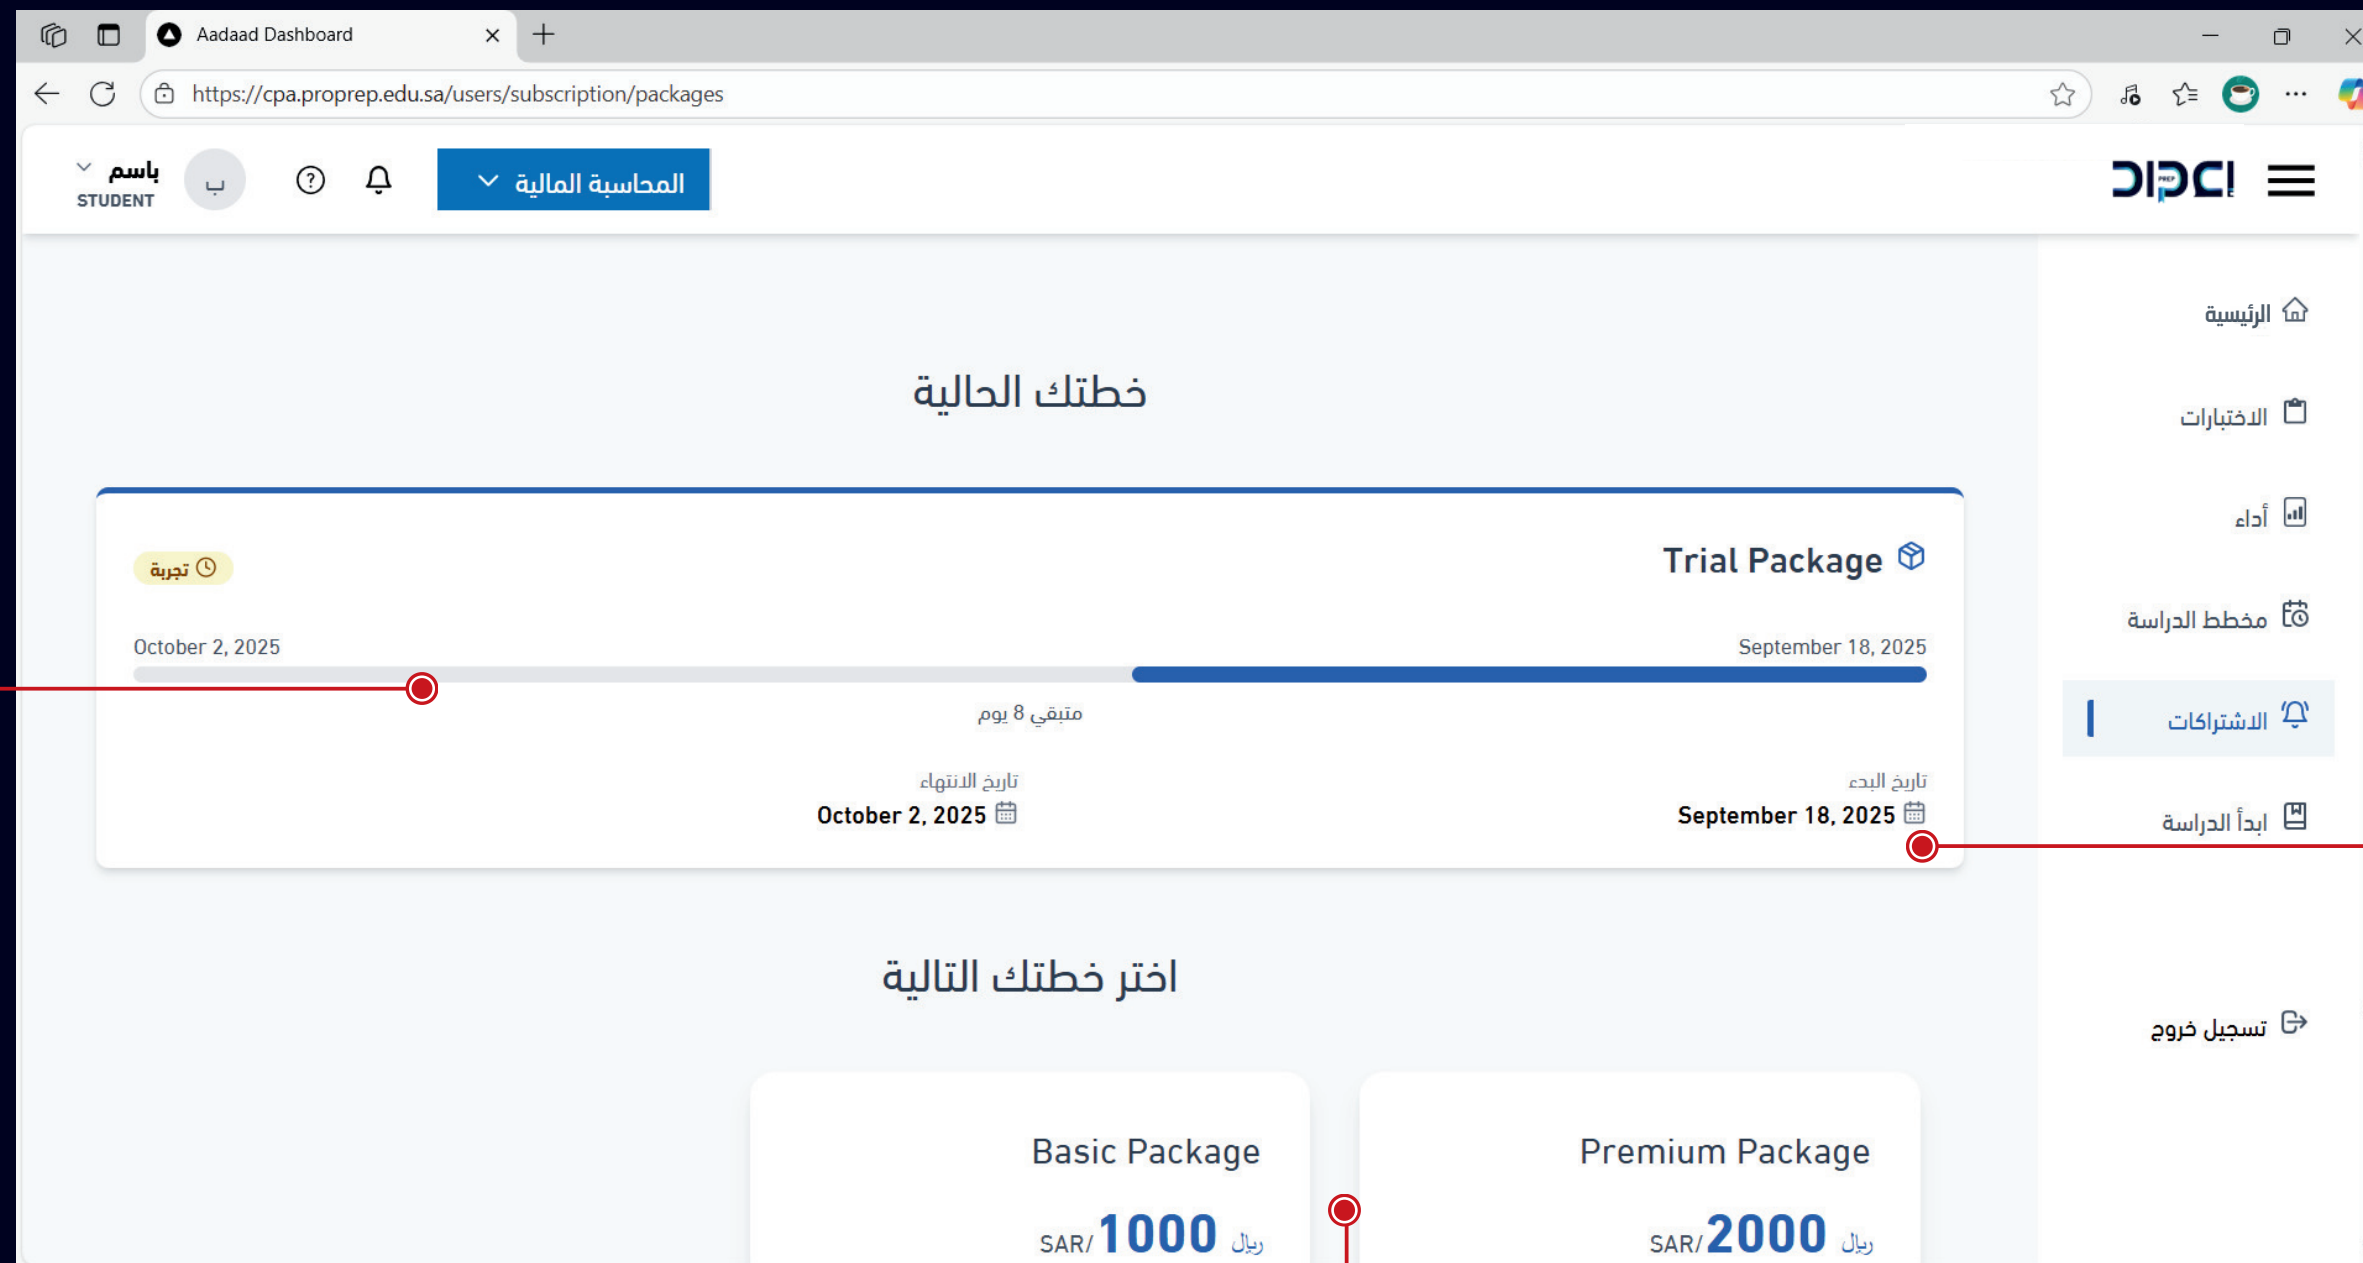 Aadaad Dashboard
https://cpa.proprep.edu.sa/users/subscription/packages
إعداد
PREP
المحاسبة المالية
ب
باسم
STUDENT
الرئيسية
الاختبارات
أداء
مخطط الدراسة
الاشتراكات
ابدأ الدراسة
تسجيل خروج
خطتك الحالية
Trial Package
تجربة
September 18, 2025
October 2, 2025
متبقي 8 يوم
تاريخ البدء
September 18, 2025
تاريخ الانتهاء
October 2, 2025
اختر خطتك التالية
Premium Package
ريال 2000 /SAR
Basic Package
ريال 1000 /SAR